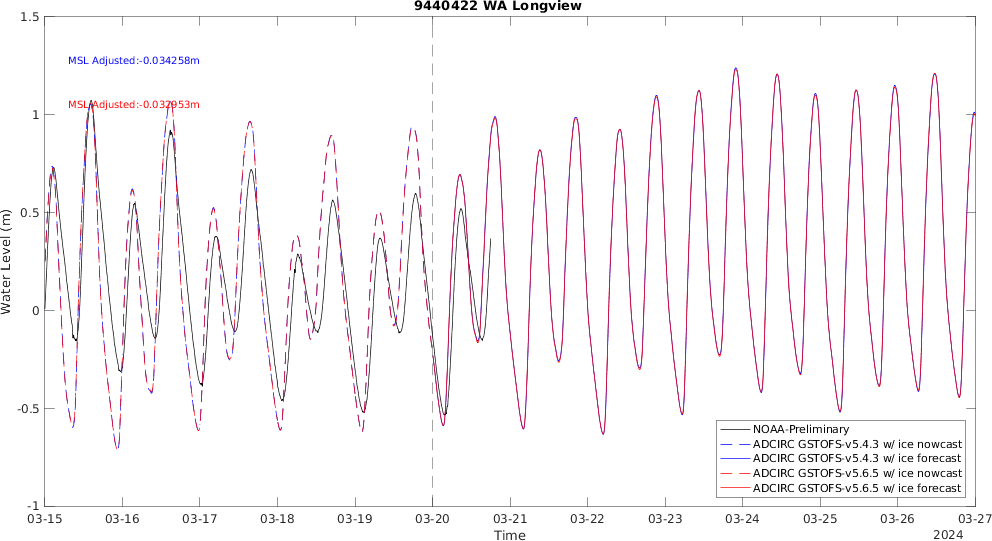 9440422 WA Longview
1.5
MSL Adjusted:-0.034258m
MSL Adjusted:-0.032953m
1
0.5
0
-0.5
-1
Water Level (m)
NOAA-Preliminary
ADCIRC GSTOFS-v5.4.3 w/ ice nowcast
ADCIRC GSTOFS-v5.4.3 w/ ice forecast
ADCIRC GSTOFS-v5.6.5 w/ ice nowcast
ADCIRC GSTOFS-v5.6.5 w/ ice forecast
03-15 03-16 03-17 03-18 03-19 03-20 03-21 03-22 03-23 03-24 03-25 03-26 03-27
Time
2024